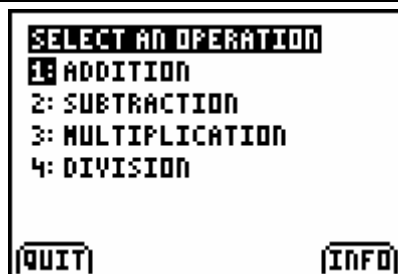 SELECT AN OPERATION
1: ADDITION
2: SUBTRACTION
3: MULTIPLICATION
4: DIVISION
QUIT INFO